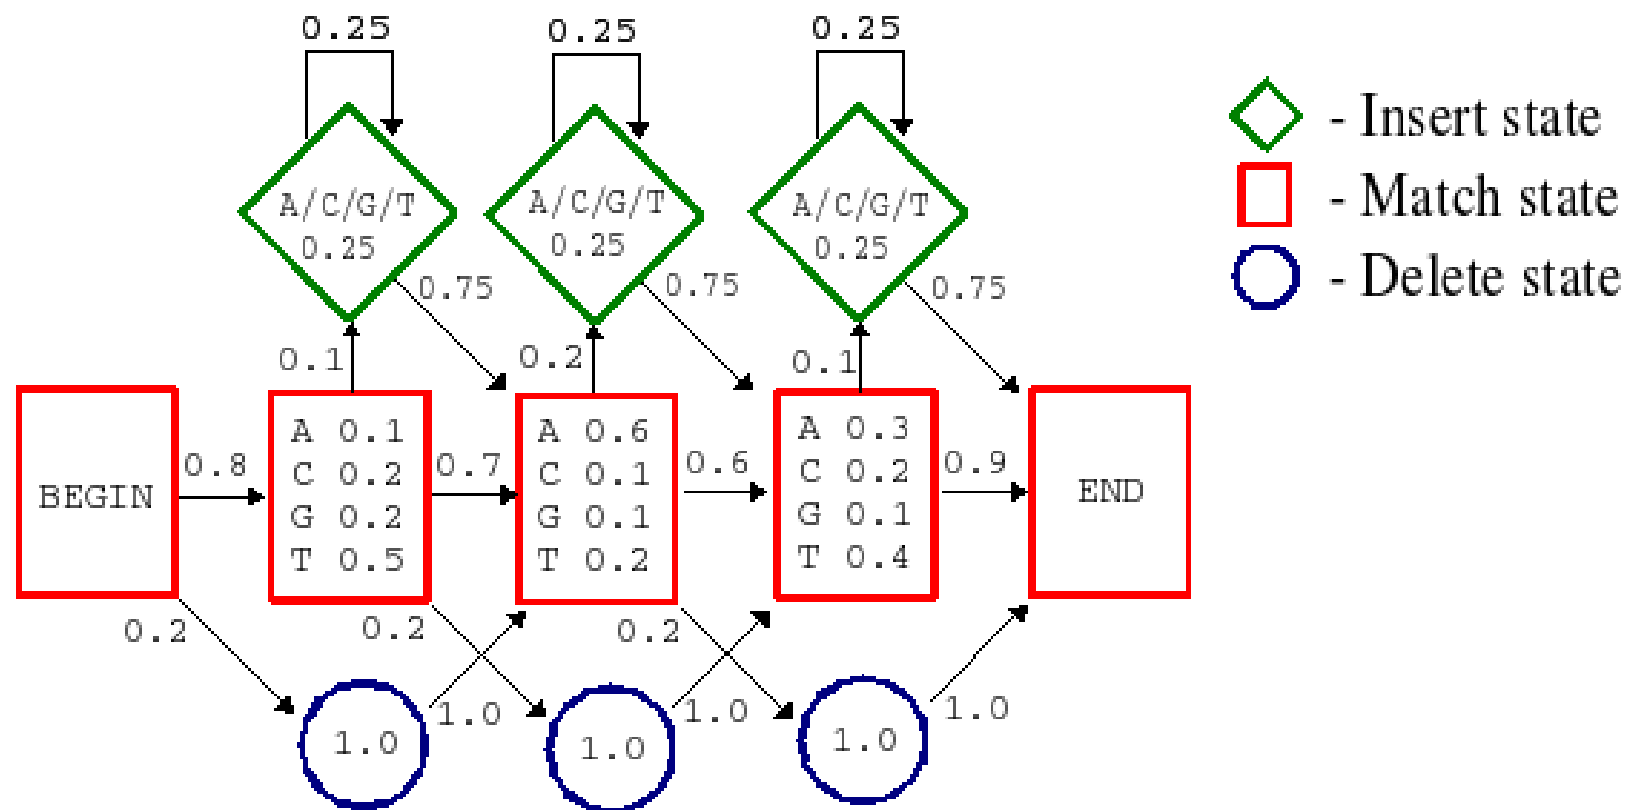 0.25
0.25
0.25
A/C/G/T
0.25
A/C/G/T
0.25
A/C/G/T
0.25
- Insert state
- Match state
- Delete state
0.75
0.75
0.75
0.1
0.2
0.1
BEGIN
0.8
A 0.1
C 0.2
G 0.2
T 0.5
0.7
A 0.6
C 0.1
G 0.1
T 0.2
0.6
A 0.3
C 0.2
G 0.1
T 0.4
0.9
END
0.2
0.2
0.2
1.0
1.0
1.0
1.0
1.0
1.0